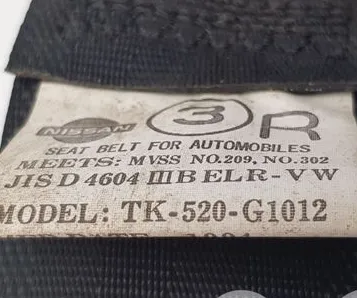 NISSAN 3 R
SEAT BELT FOR AUTOMOBILES
MEETS: MVSS NO.209, NO.302
JIS D 4604 III B ELR-VW
MODEL: TK-520-G1012